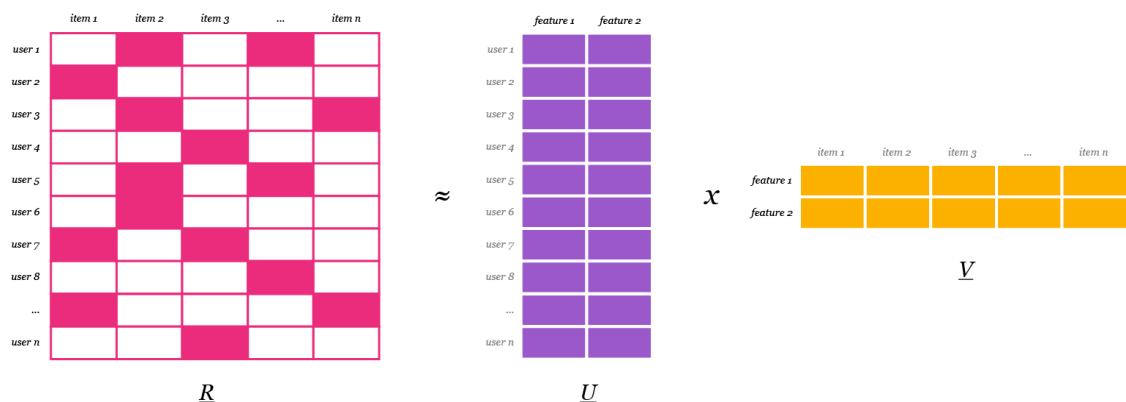 item 1 item 2 item 3 ... item n
user 1
user 2
user 3
user 4
user 5
user 6
user 7
user 8
...
user n
R
≈
feature 1 feature 2
user 1
user 2
user 3
user 4
user 5
user 6
user 7
user 8
...
user n
U
x
item 1 item 2 item 3 ... item n
feature 1
feature 2
V